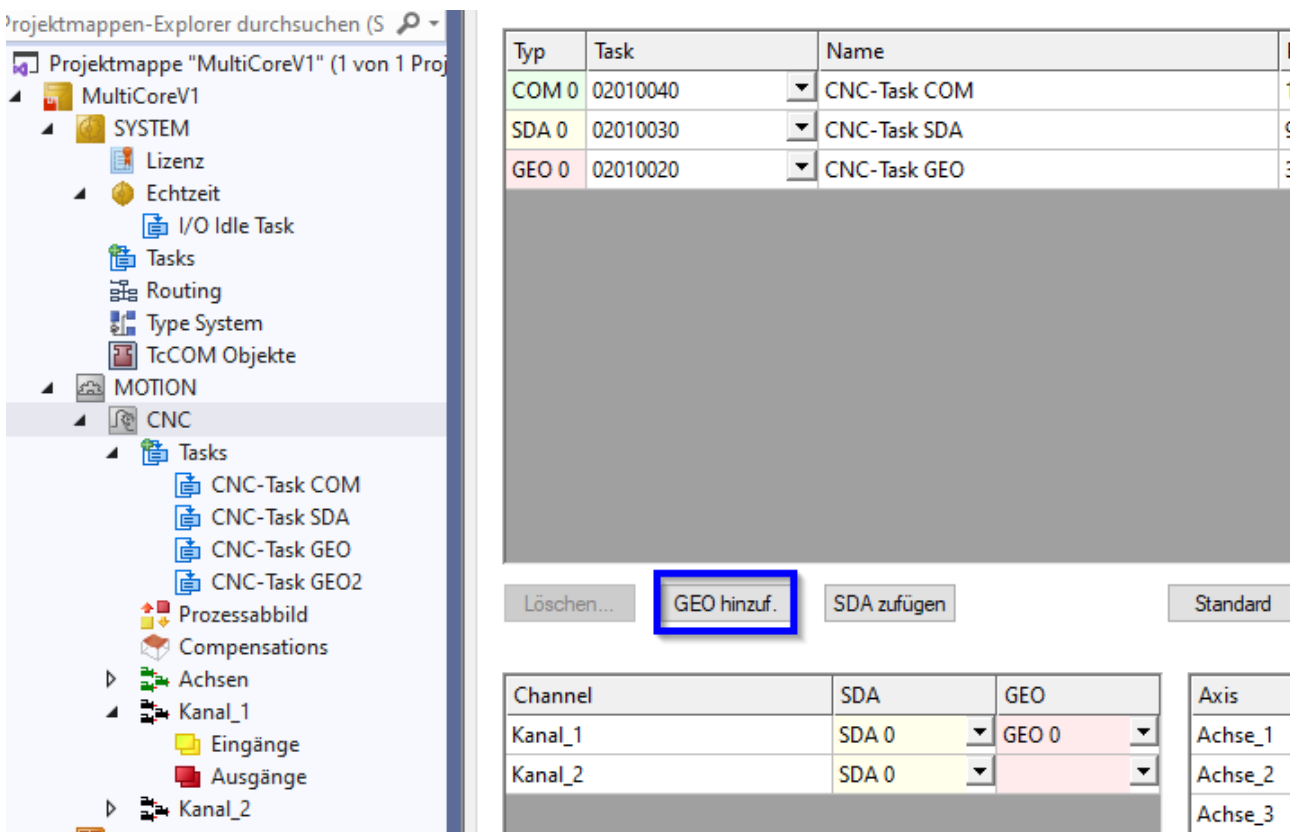 Projektmappen-Explorer durchsuchen (S
Projektmappe "MultiCoreV1" (1 von 1 Proj
MultiCoreV1
SYSTEM
Lizenz
Echtzeit
I/O Idle Task
Tasks
Routing
Type System
TcCOM Objekte
MOTION
CNC
Tasks
CNC-Task COM
CNC-Task SDA
CNC-Task GEO
CNC-Task GEO2
Prozessabbild
Compensations
Achsen
Kanal_1
Eingänge
Ausgänge
Kanal_2
Typ Task Name
COM 0 02010040 CNC-Task COM
SDA 0 02010030 CNC-Task SDA
GEO 0 02010020 CNC-Task GEO
Löschen... GEO hinzuf. SDA zufügen Standard
Channel SDA GEO
Kanal_1 SDA 0 GEO 0
Kanal_2 SDA 0
Axis
Achse_1
Achse_2
Achse_3